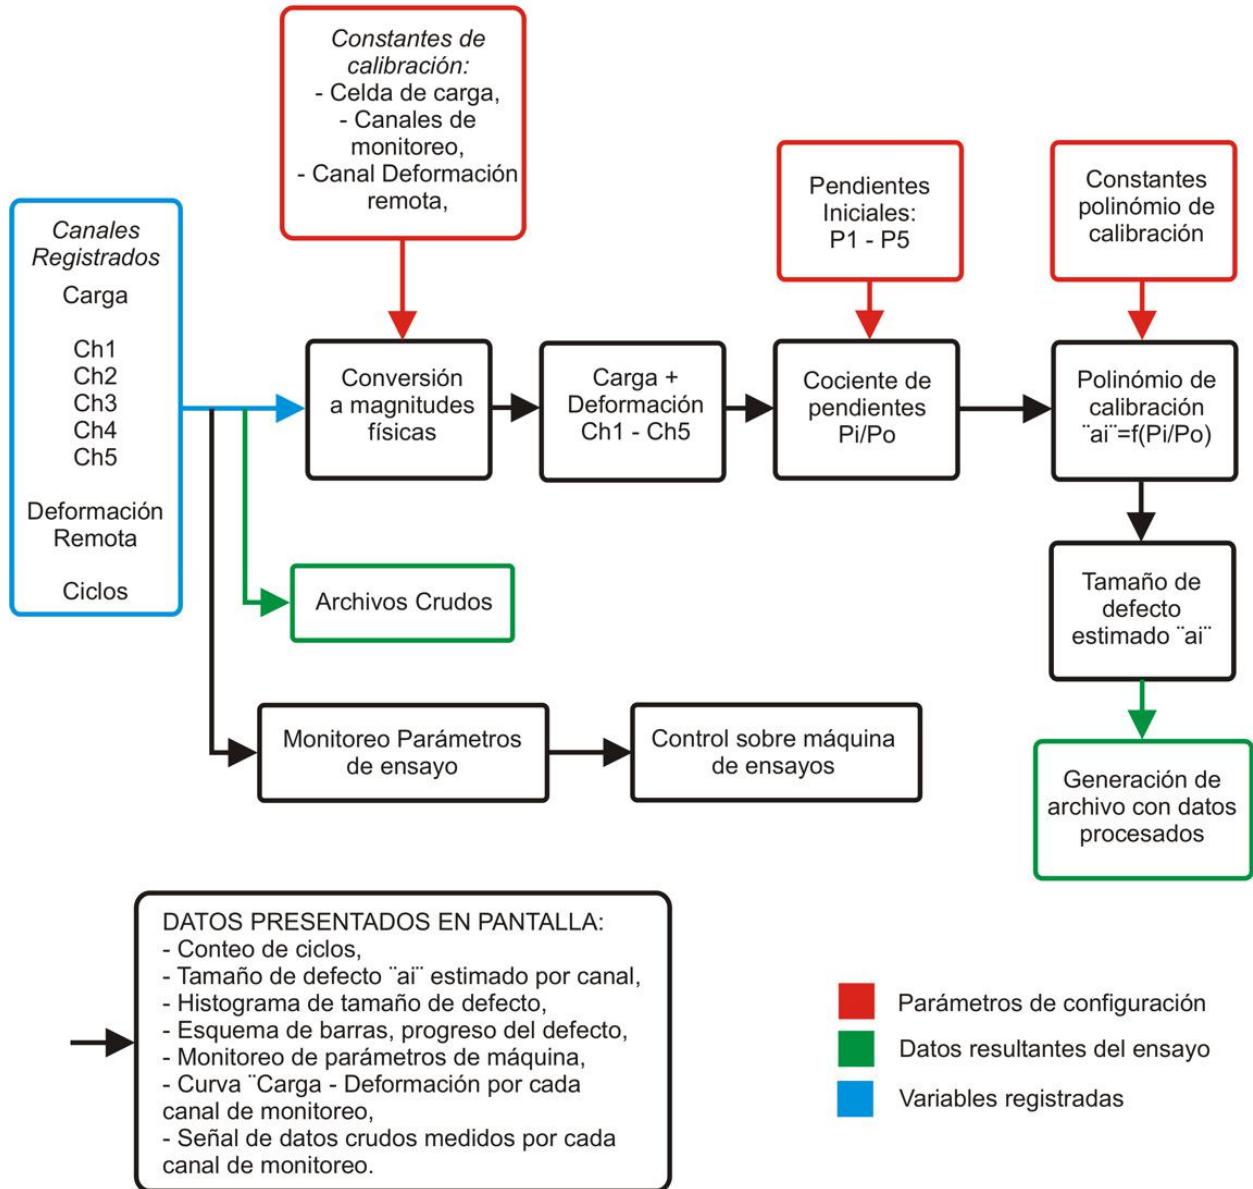 Constantes de
calibración:
- Celda de carga,
- Canales de
monitoreo,
- Canal Deformación
remota,
Pendientes
Iniciales:
P1 - P5
Constantes
polinómio de
calibración
Canales
Registrados
Carga
Ch1
Ch2
Ch3
Ch4
Ch5
Deformación
Remota
Ciclos
Conversión
a magnitudes
físicas
Carga +
Deformación
Ch1 - Ch5
Cociente de
pendientes
Pi/Po
Polinómio de
calibración
¨ai¨=f(Pi/Po)
Archivos Crudos
Tamaño de
defecto
estimado ¨ai¨
Monitoreo Parámetros
de ensayo
Control sobre máquina
de ensayos
Generación de
archivo con datos
procesados
DATOS PRESENTADOS EN PANTALLA:
- Conteo de ciclos,
- Tamaño de defecto ¨ai¨ estimado por canal,
- Histograma de tamaño de defecto,
- Esquema de barras, progreso del defecto,
- Monitoreo de parámetros de máquina,
- Curva ¨Carga - Deformación por cada
canal de monitoreo,
- Señal de datos crudos medidos por cada
canal de monitoreo.
Parámetros de configuración
Datos resultantes del ensayo
Variables registradas